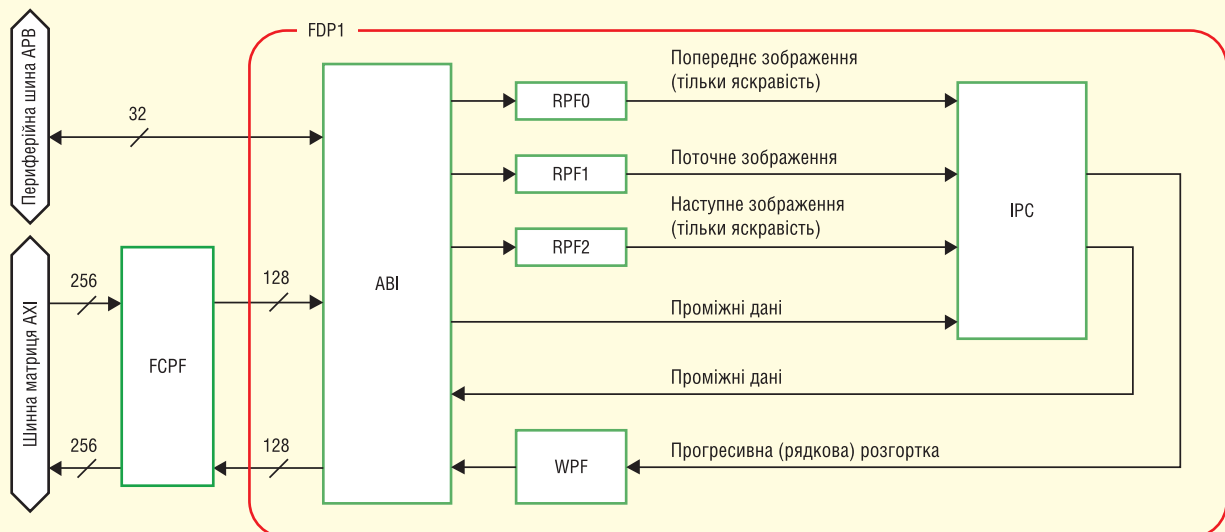 FDP1
Периферійна шина APB
32
Шинна матриця AXI
256
256
FCPF
128
128
ABI
RPF0
RPF1
RPF2
Попереднє зображення
(тільки яскравість)
Поточне зображення
Наступне зображення
(тільки яскравість)
Проміжні дані
Проміжні дані
IPC
WPF
Прогресивна (рядкова) розгортка